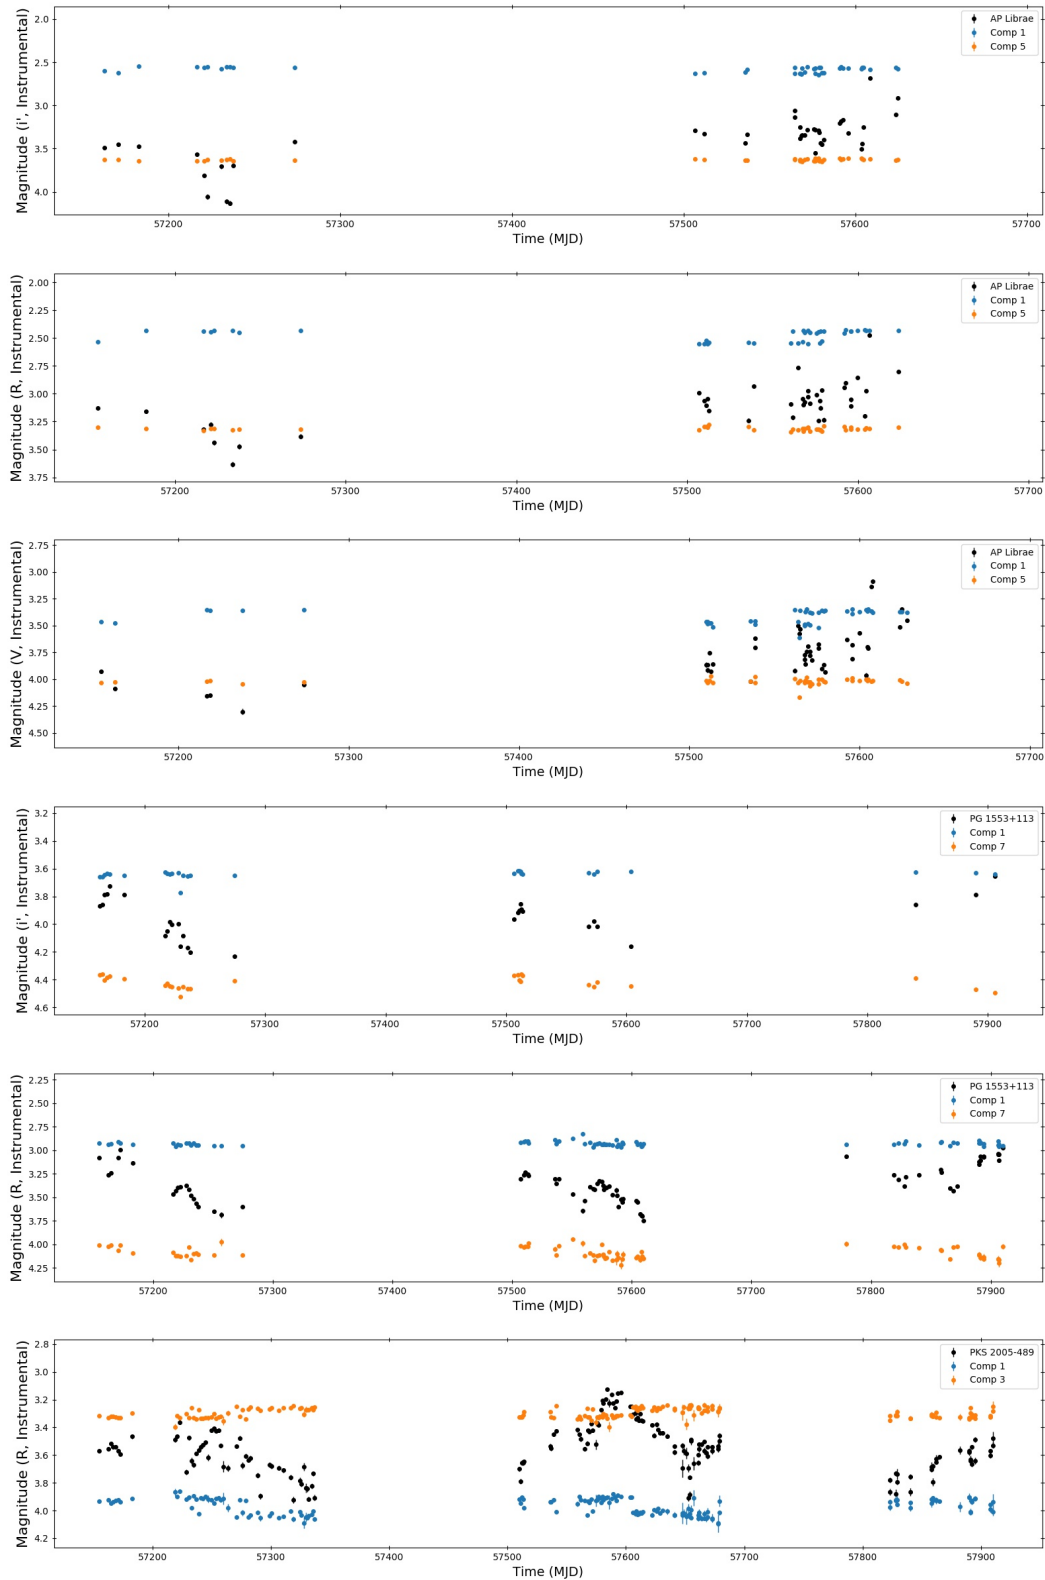 AP Librae
Comp 1
Comp 5
Magnitude (i', Instrumental)
2.0
2.5
3.0
3.5
4.0
57200 57300 57400 57500 57600 57700
Time (MJD)
AP Librae
Comp 1
Comp 5
Magnitude (R, Instrumental)
2.00
2.25
2.50
2.75
3.00
3.25
3.50
3.75
57200 57300 57400 57500 57600 57700
Time (MJD)
AP Librae
Comp 1
Comp 5
Magnitude (V, Instrumental)
2.75
3.00
3.25
3.50
3.75
4.00
4.25
4.50
57200 57300 57400 57500 57600 57700
Time (MJD)
PG 1553+113
Comp 1
Comp 7
Magnitude (i', Instrumental)
3.2
3.6
3.8
4.0
4.2
4.4
4.6
57200 57300 57400 57500 57600 57700 57800 57900
Time (MJD)
PG 1553+113
Comp 1
Comp 7
Magnitude (R, Instrumental)
2.25
2.50
2.75
3.00
3.25
3.50
3.75
4.00
4.25
57200 57300 57400 57500 57600 57700 57800 57900
Time (MJD)
PKS 2005-489
Comp 1
Comp 3
Magnitude (R, Instrumental)
2.8
3.0
3.2
3.4
3.6
3.8
4.0
4.2
57200 57300 57400 57500 57600 57700 57800 57900
Time (MJD)